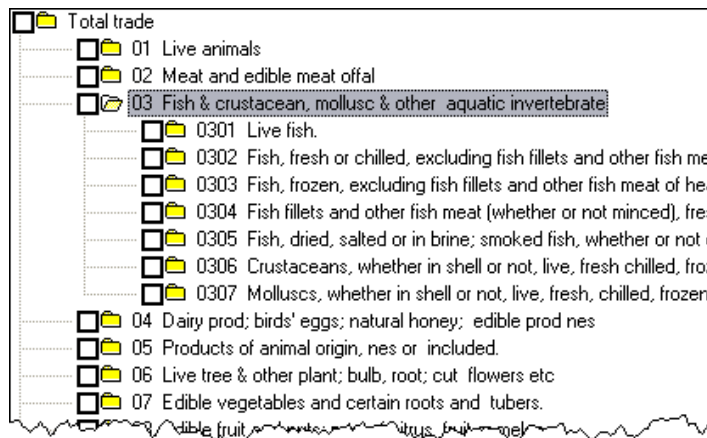 Total trade
01 Live animals
02 Meat and edible meat offal
03 Fish & crustacean, mollusc & other aquatic invertebrate
0301 Live fish.
0302 Fish, fresh or chilled, excluding fish fillets and other fish me
0303 Fish, frozen, excluding fish fillets and other fish meat of hea
0304 Fish fillets and other fish meat (whether or not minced), fres
0305 Fish, dried, salted or in brine; smoked fish, whether or not
0306 Crustaceans, whether in shell or not, live, fresh chilled, fro
0307 Molluscs, whether in shell or not, live, fresh, chilled, frozen
04 Dairy prod; birds' eggs; natural honey; edible prod nes
05 Products of animal origin, nes or included.
06 Live tree & other plant; bulb, root; cut flowers etc
07 Edible vegetables and certain roots and tubers.
dible fruit